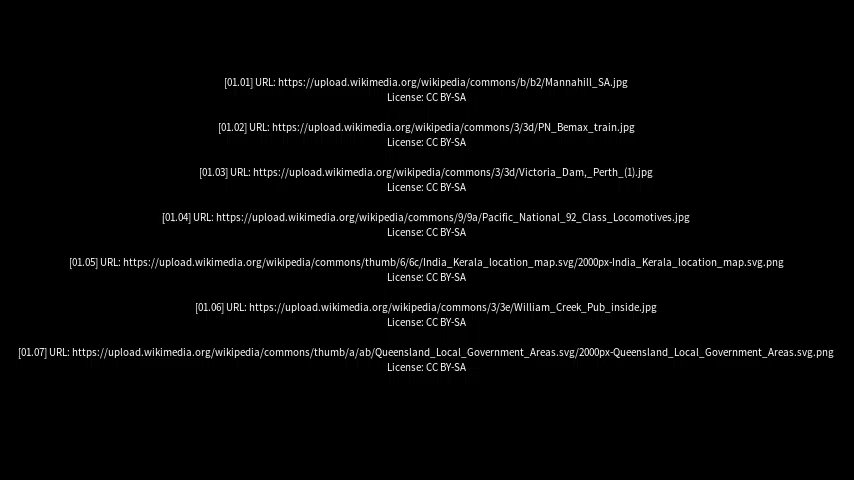 [01.01] URL: https://upload.wikimedia.org/wikipedia/commons/b/b2/Mannahill_SA.jpg
License: CC BY-SA
[01.02] URL: https://upload.wikimedia.org/wikipedia/commons/3/3d/PN_Bemax_train.jpg
License: CC BY-SA
[01.03] URL: https://upload.wikimedia.org/wikipedia/commons/3/3d/Victoria_Dam,_Perth_(1).jpg
License: CC BY-SA
[01.04] URL: https://upload.wikimedia.org/wikipedia/commons/9/9a/Pacific_National_92_Class_Locomotives.jpg
License: CC BY-SA
[01.05] URL: https://upload.wikimedia.org/wikipedia/commons/thumb/6/6c/India_Kerala_location_map.svg/2000px-India_Kerala_location_map.svg.png
License: CC BY-SA
[01.06] URL: https://upload.wikimedia.org/wikipedia/commons/3/3e/William_Creek_Pub_inside.jpg
License: CC BY-SA
[01.07] URL: https://upload.wikimedia.org/wikipedia/commons/thumb/a/ab/Queensland_Local_Government_Areas.svg/2000px-Queensland_Local_Government_Areas.svg.png
License: CC BY-SA